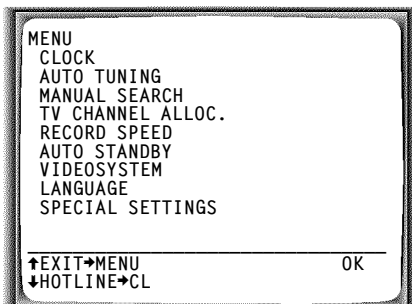 MENU
CLOCK
AUTO TUNING
MANUAL SEARCH
TV CHANNEL ALLOC.
RECORD SPEED
AUTO STANDBY
VIDEOSYSTEM
LANGUAGE
SPECIAL SETTINGS
↑EXIT→MENU OK
↓HOTLINE→CL